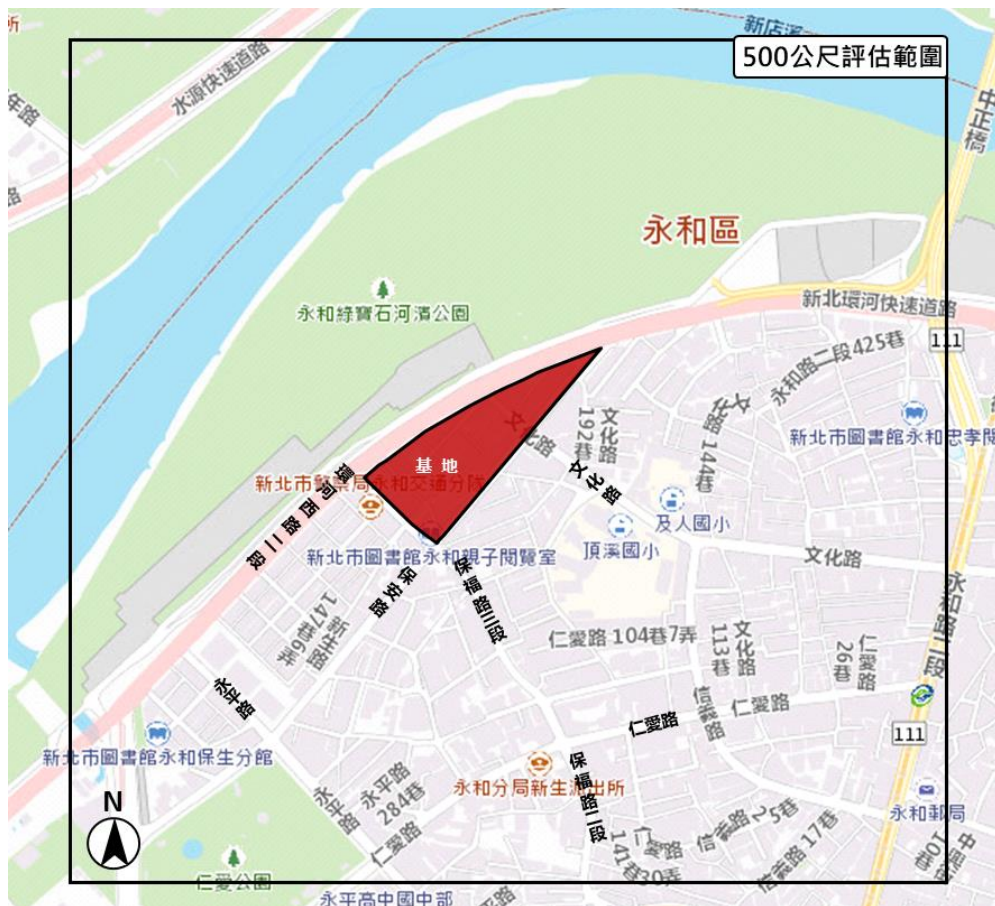 所
新店溪
500公尺評估範圍
水源快速道路
年路
中正橋
路
永和區
永和綠寶石河濱公園
新北環河快速道路
111
永和路二段425巷
文化路144巷
新北市圖書館永和忠孝閱
文化路
文化路192巷
基地
新北市警察局永和交通分隊
環河西路二段
文化路
及人國小
頂溪國小
新北市圖書館永和親子閱覽室
文化路
保安路
保福路三段
永和路二段
新生路147巷6弄
仁愛路 104巷7弄
文化路113巷
仁愛路26巷
永平路
信義路
仁愛路
仁愛路
111
新北市圖書館永和保生分館
永和分局新生派出所
保福路二段
N
永平路
永平路284巷
仁愛路
信義路25巷
信義路17巷
永和郵局
仁愛公園
永平高中國中部